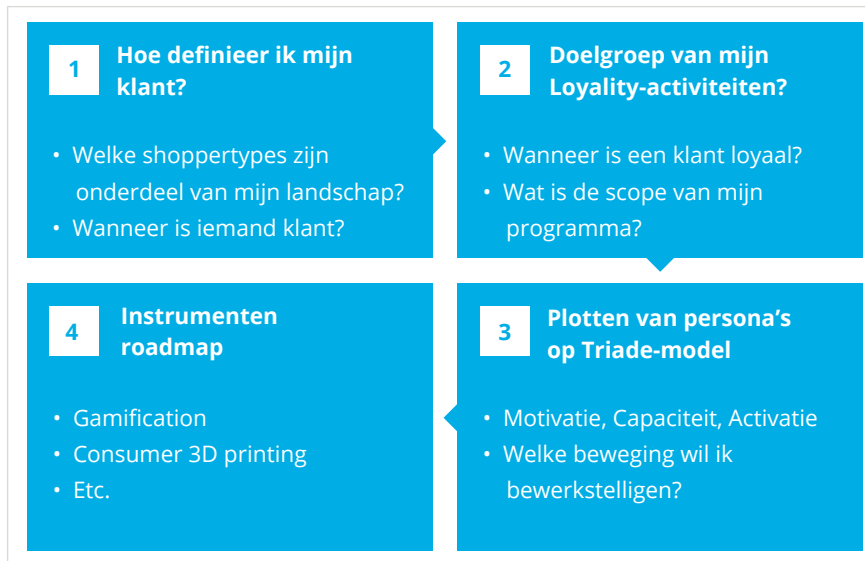 1
Hoe definieer ik mijn
klant?
• Welke shoppertypes zijn
onderdeel van mijn landschap?
• Wanneer is iemand klant?
2
Doelgroep van mijn
Loyality-activiteiten?
• Wanneer is een klant loyaal?
• Wat is de scope van mijn
programma?
3
Plotten van persona’s
op Triade-model
• Motivatie, Capaciteit, Activatie
• Welke beweging wil ik
bewerkstelligen?
4
Instrumenten
roadmap
• Gamification
• Consumer 3D printing
• Etc.